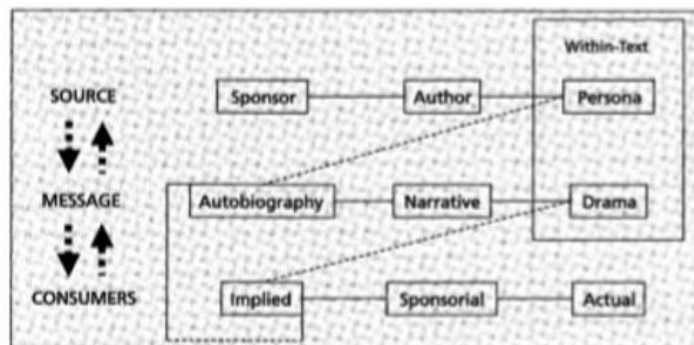 Within-Text
SOURCE Sponsor Author Persona
MESSAGE Autobiography Narrative Drama
CONSUMERS Implied Sponsorial Actual